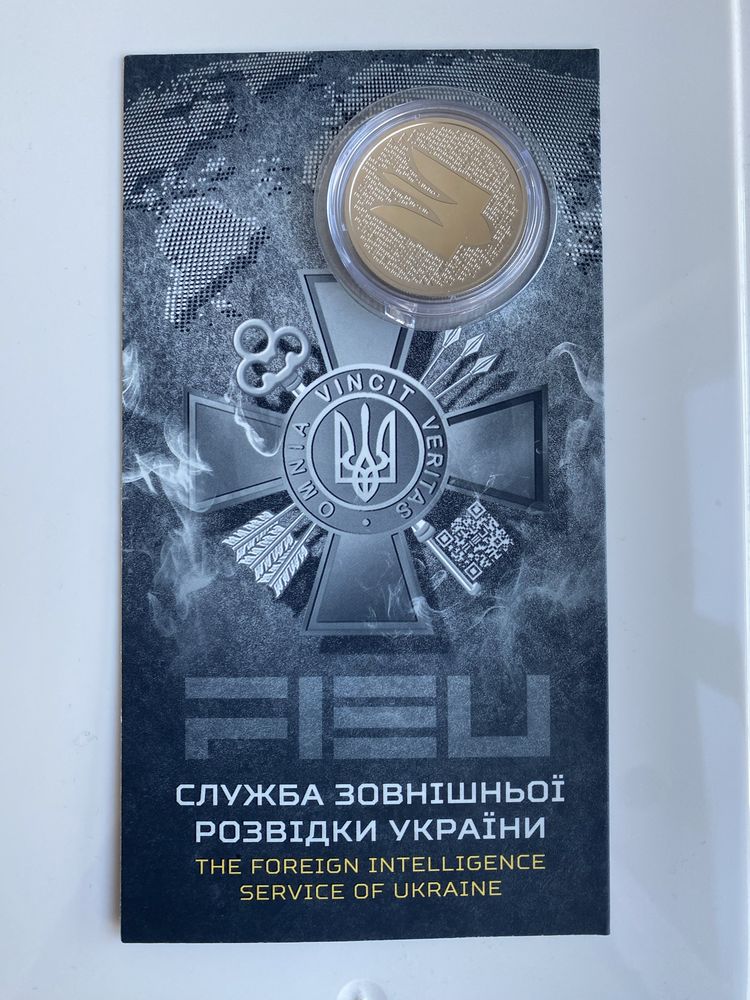 OMNIA VINCIT VERITAS
FIEU
СЛУЖБА ЗОВНІШНЬОЇ
РОЗВІДКИ УКРАЇНИ
THE FOREIGN INTELLIGENCE
SERVICE OF UKRAINE